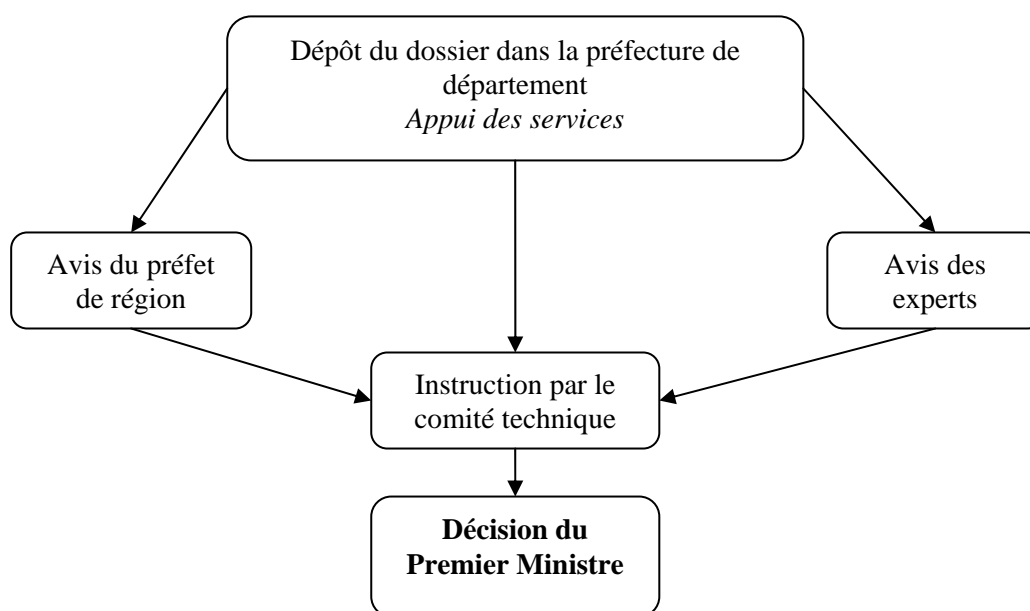 Dépôt du dossier dans la préfecture de
département
Appui des services
Avis du préfet
de région
Avis des
experts
Instruction par le
comité technique
Décision du
Premier Ministre